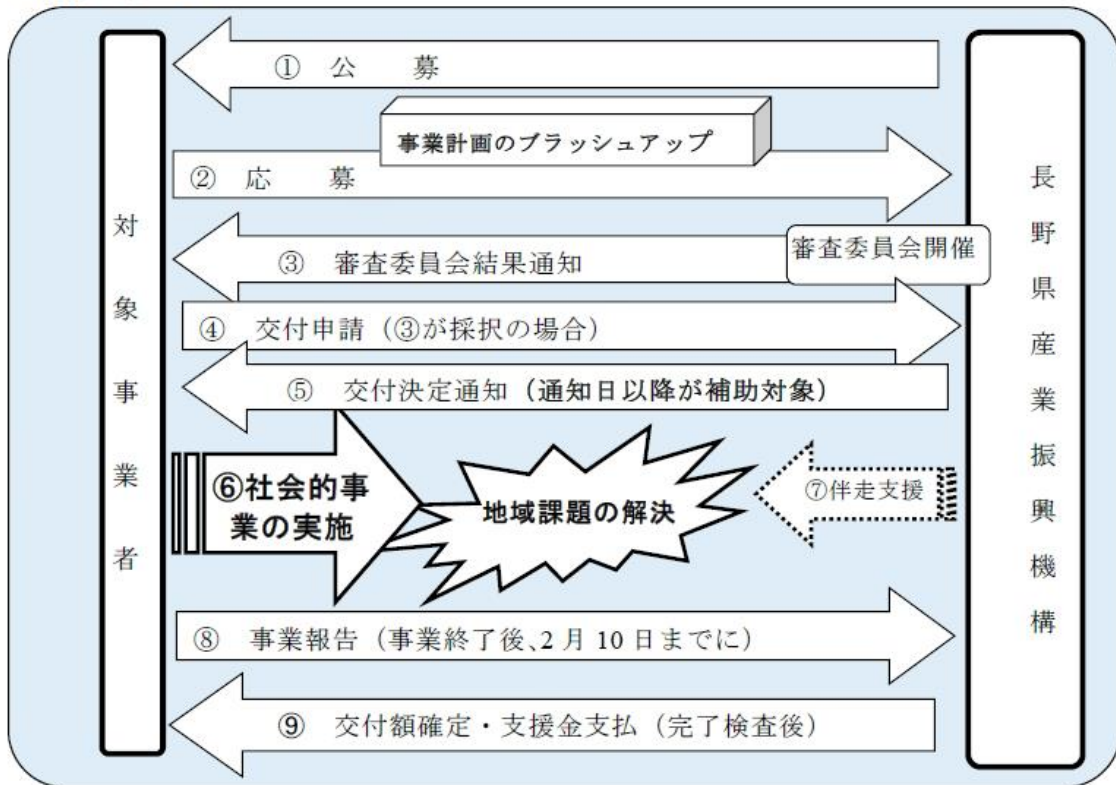 ① 公 募
事業計画のブラッシュアップ
② 応 募
審査委員会開催
③ 審査委員会結果通知
④ 交付申請（③が採択の場合）
⑤ 交付決定通知（通知日以降が補助対象）
⑥社会的事
業の実施
地域課題の解決
⑦伴走支援
⑧ 事業報告（事業終了後、2月10日までに）
⑨ 交付額確定・支援金支払（完了検査後）
対象事業者
長野県産業振興機構